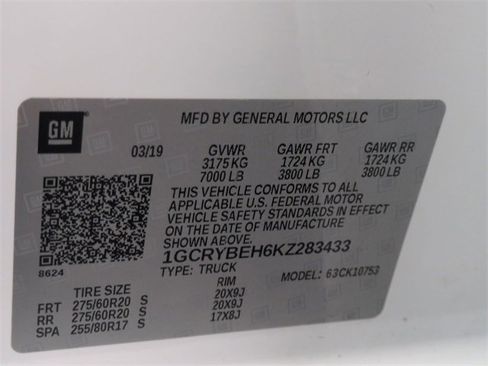 GM
MFD BY GENERAL MOTORS LLC
03/19 GVWR GAWR FRT GAWR RR
3175 KG 1724 KG 1724 KG
7000 LB 3800 LB 3800 LB
THIS VEHICLE CONFORMS TO ALL
APPLICABLE U.S. FEDERAL MOTOR
VEHICLE SAFETY STANDARDS IN EFFECT
ON THE DATE OF MANUFACTURE
SHOWN ABOVE.
1GCRYBEH6KZ283433
8624
TYPE: TRUCK MODEL: 63CK10753
TIRE SIZE RIM
FRT 275/60R20 S 20X9J
RR 275/60R20 S 20X9J
SPA 255/80R17 S 17X8J